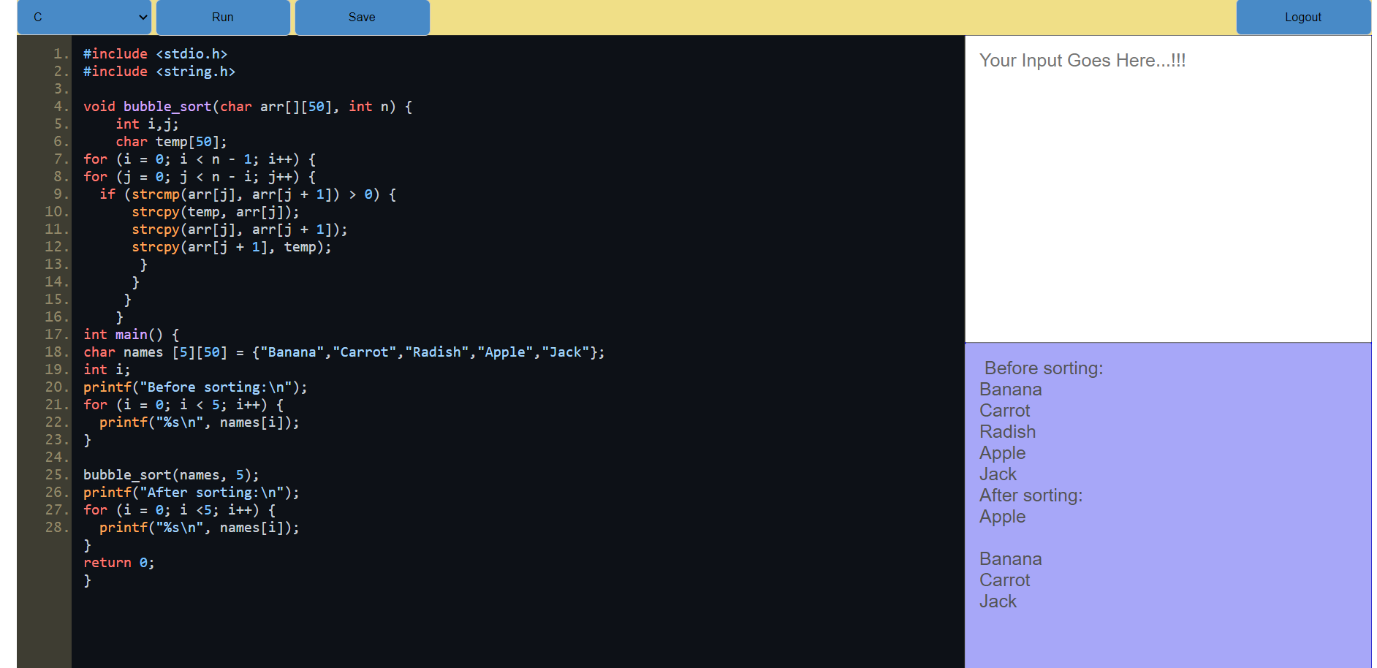 C Run Save Logout
1. #include <stdio.h>
2. #include <string.h>
3.
4. void bubble_sort(char arr[][50], int n) {
5.     int i,j;
6.     char temp[50];
7. for (i = 0; i < n - 1; i++) {
8. for (j = 0; j < n - i; j++) {
9.   if (strcmp(arr[j], arr[j + 1]) > 0) {
10.       strcpy(temp, arr[j]);
11.       strcpy(arr[j], arr[j + 1]);
12.       strcpy(arr[j + 1], temp);
13.        }
14.       }
15.      }
16.     }
17. int main() {
18. char names [5][50] = {"Banana","Carrot","Radish","Apple","Jack"};
19. int i;
20. printf("Before sorting:\n");
21. for (i = 0; i < 5; i++) {
22.   printf("%s\n", names[i]);
23. }
24.
25. bubble_sort(names, 5);
26. printf("After sorting:\n");
27. for (i = 0; i <5; i++) {
28.   printf("%s\n", names[i]);
}
return 0;
}
Your Input Goes Here...!!!
Before sorting:
Banana
Carrot
Radish
Apple
Jack
After sorting:
Apple

Banana
Carrot
Jack